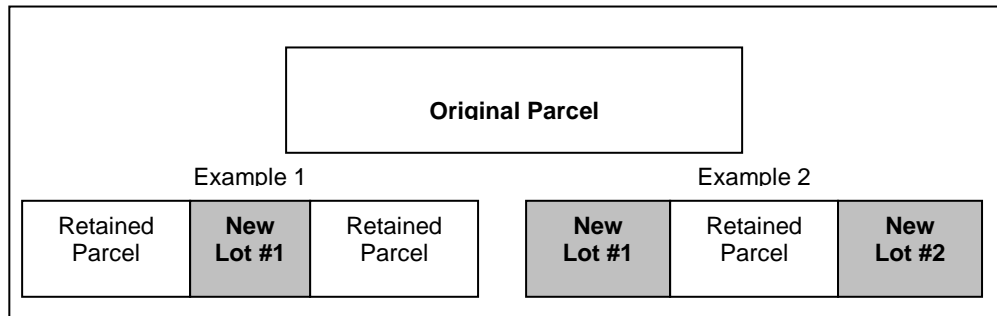 Original Parcel
Example 1
Example 2
Retained Parcel
New Lot #1
Retained Parcel
New Lot #1
Retained Parcel
New Lot #2